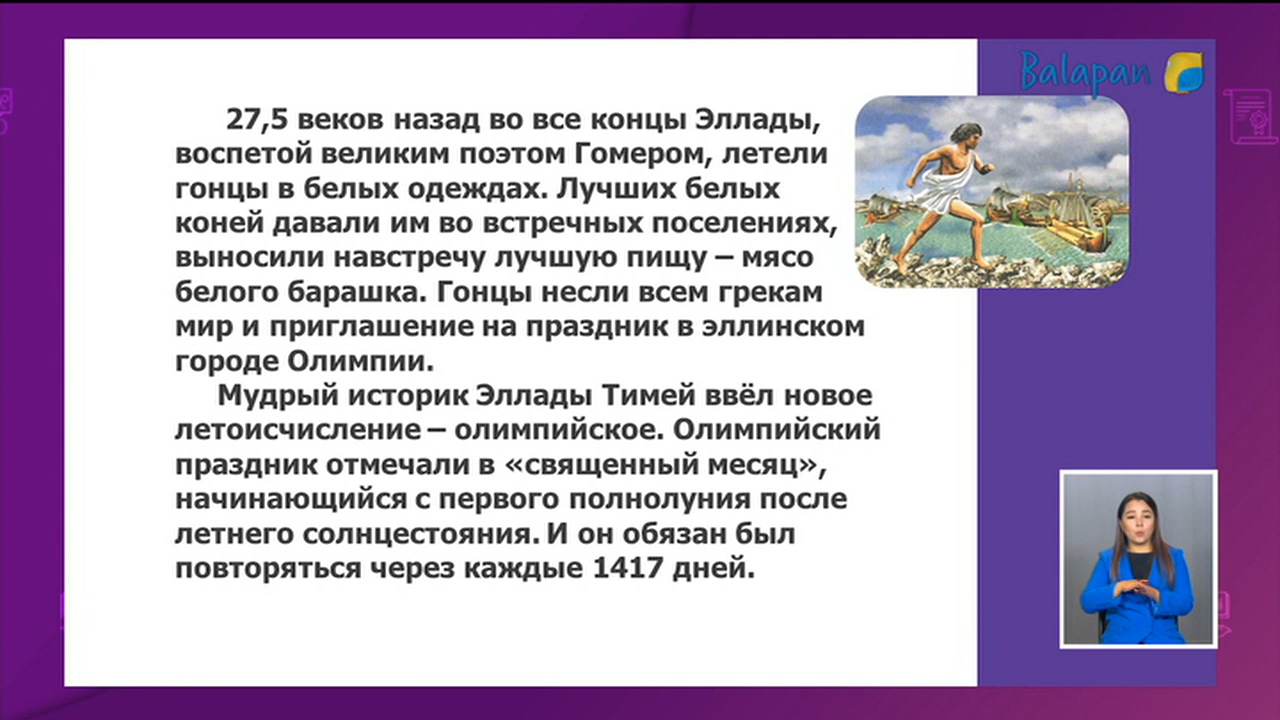 Balapan
27,5 веков назад во все концы Эллады,
воспетой великим поэтом Гомером, летели
гонцы в белых одеждах. Лучших белых
коней давали им во встречных поселениях,
выносили навстречу лучшую пищу – мясо
белого барашка. Гонцы несли всем грекам
мир и приглашение на праздник в эллинском
городе Олимпии.
Мудрый историк Эллады Тимей ввёл новое
летоисчисление – олимпийское. Олимпийский
праздник отмечали в «священный месяц»,
начинающийся с первого полнолуния после
летнего солнцестояния. И он обязан был
повторяться через каждые 1417 дней.